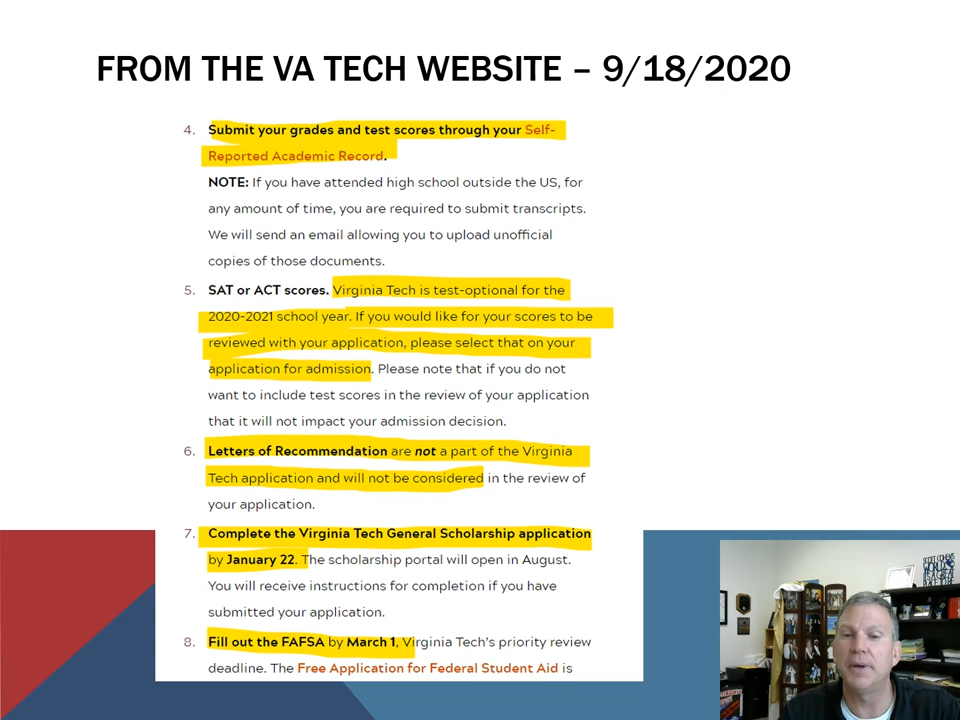 FROM THE VA TECH WEBSITE – 9/18/2020
4. Submit your grades and test scores through your Self-
Reported Academic Record.
NOTE: If you have attended high school outside the US, for
any amount of time, you are required to submit transcripts.
We will send an email allowing you to upload unofficial
copies of those documents.
5. SAT or ACT scores. Virginia Tech is test-optional for the
2020-2021 school year. If you would like for your scores to be
reviewed with your application, please select that on your
application for admission. Please note that if you do not
want to include test scores in the review of your application
that it will not impact your admission decision.
6. Letters of Recommendation are not a part of the Virginia
Tech application and will not be considered in the review of
your application.
7. Complete the Virginia Tech General Scholarship application
by January 22. The scholarship portal will open in August.
You will receive instructions for completion if you have
submitted your application.
8. Fill out the FAFSA by March 1, Virginia Tech's priority review
deadline. The Free Application for Federal Student Aid is